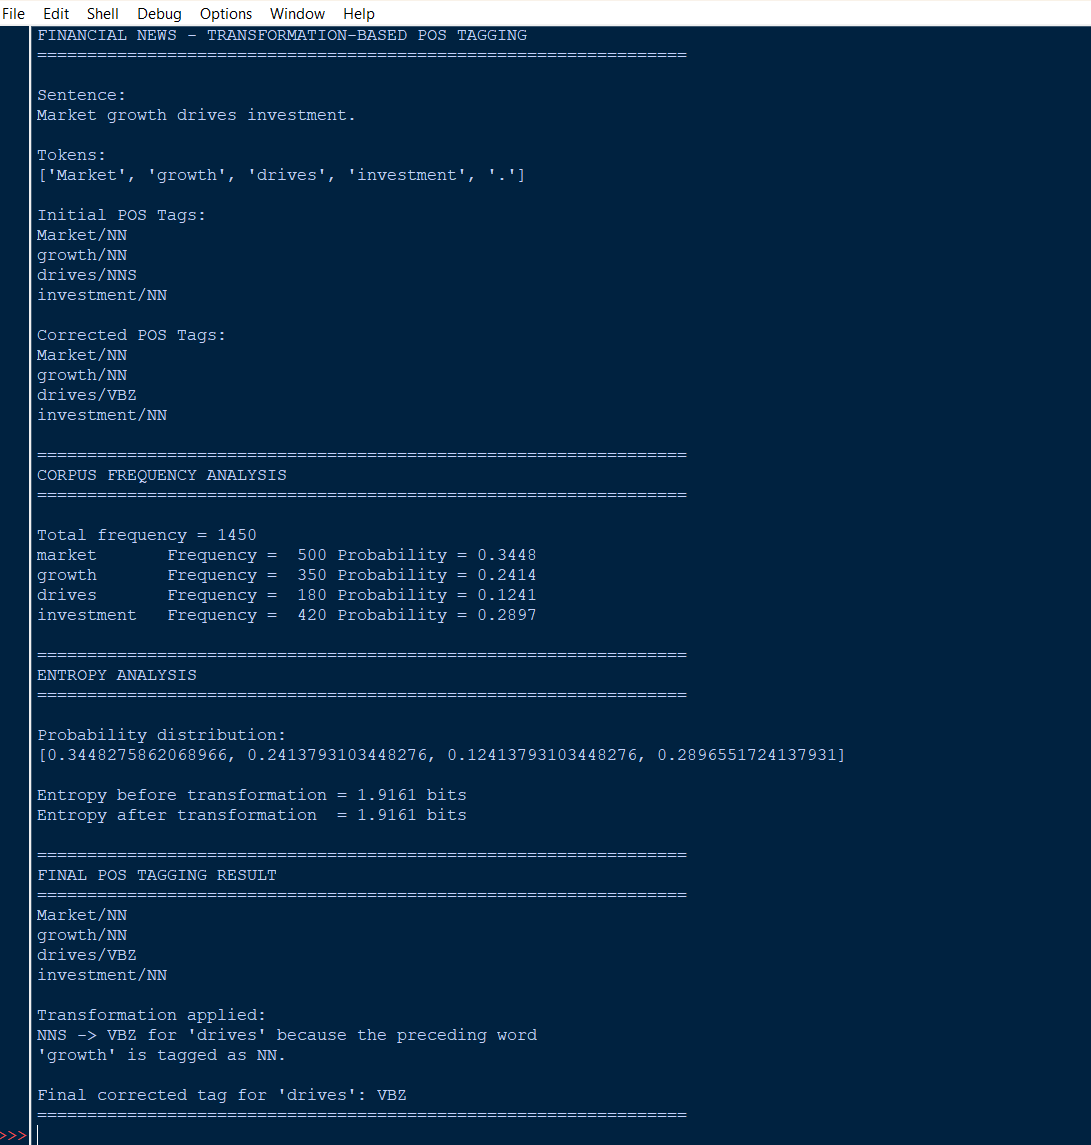 File Edit Shell Debug Options Window Help
FINANCIAL NEWS - TRANSFORMATION-BASED POS TAGGING
=================================================================
Sentence:
Market growth drives investment.
Tokens:
['Market', 'growth', 'drives', 'investment', '.']
Initial POS Tags:
Market/NN
growth/NN
drives/NNS
investment/NN
Corrected POS Tags:
Market/NN
growth/NN
drives/VBZ
investment/NN
=================================================================
CORPUS FREQUENCY ANALYSIS
=================================================================
Total frequency = 1450
market       Frequency =  500 Probability = 0.3448
growth       Frequency =  350 Probability = 0.2414
drives       Frequency =  180 Probability = 0.1241
investment   Frequency =  420 Probability = 0.2897
=================================================================
ENTROPY ANALYSIS
=================================================================
Probability distribution:
[0.3448275862068966, 0.2413793103448276, 0.12413793103448276, 0.2896551724137931]
Entropy before transformation = 1.9161 bits
Entropy after transformation  = 1.9161 bits
=================================================================
FINAL POS TAGGING RESULT
=================================================================
Market/NN
growth/NN
drives/VBZ
investment/NN
Transformation applied:
NNS -> VBZ for 'drives' because the preceding word
'growth' is tagged as NN.
Final corrected tag for 'drives': VBZ
=================================================================
>>>